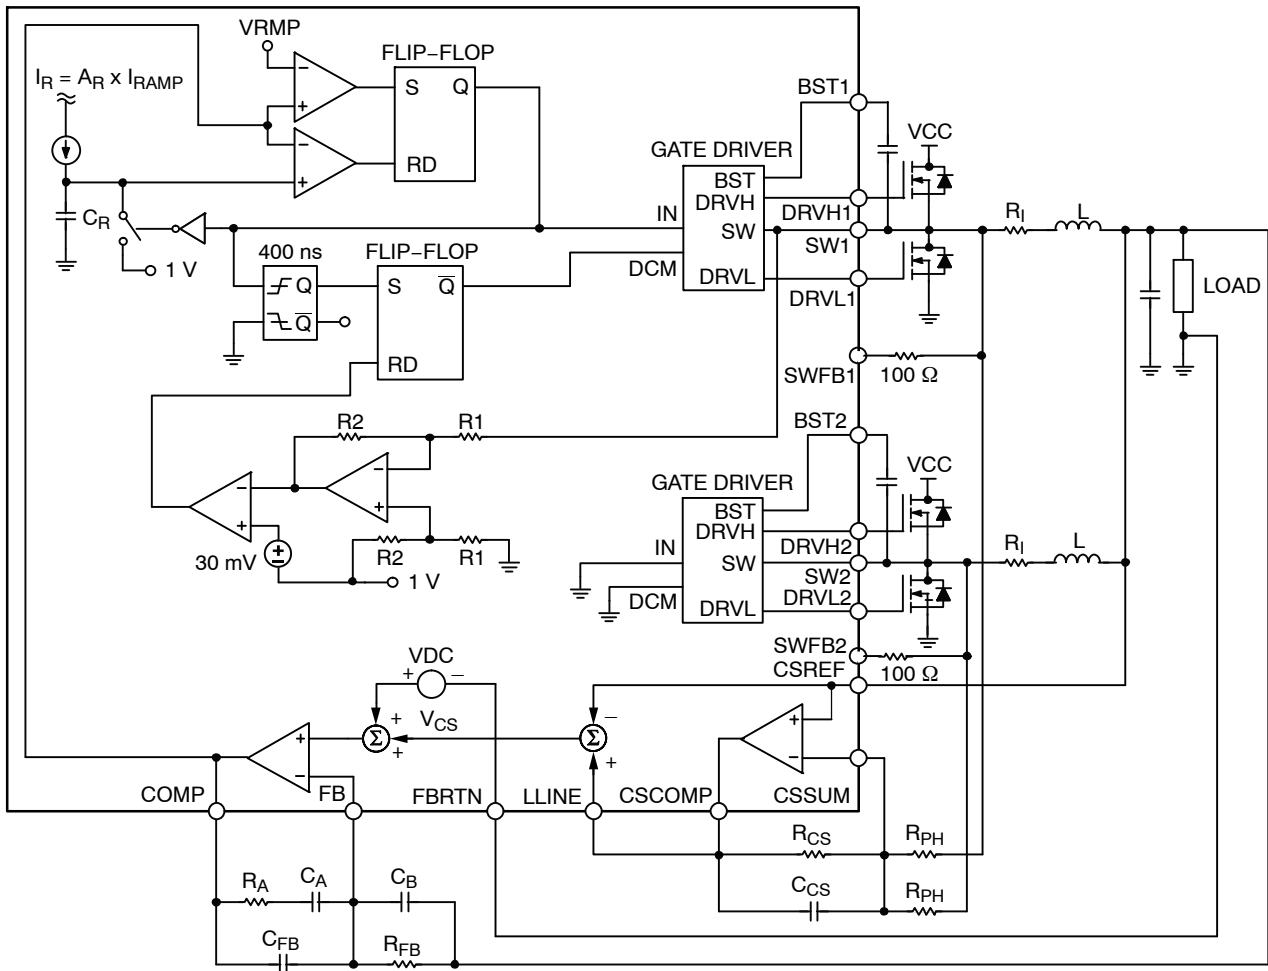 VRMP
FLIP−FLOP
I_R = A_R x I_RAMP
S Q
RD
−
+
−
+
C_R
1 V
BST1
VCC
GATE DRIVER
BST
DRVH
IN
SW
DCM
DRVL
DRVH1
SW1
DRVL1
R_I
L
LOAD
400 ns
Q
Q̅
FLIP−FLOP
S Q̅
RD
SWFB1
100 Ω
R2
R1
−
+
−
+
R2
R1
30 mV
1 V
BST2
VCC
GATE DRIVER
BST
DRVH
IN
SW
DCM
DRVL
DRVH2
SW2
DRVL2
R_I
L
SWFB2
100 Ω
CSREF
VDC
+ −
+
V_CS
Σ
+
−
Σ
+
+
−
+
−
COMP
FB
FBRTN
LLINE
CSCOMP
CSSUM
R_CS
R_PH
C_CS
R_PH
R_A
C_A
C_B
C_FB
R_FB